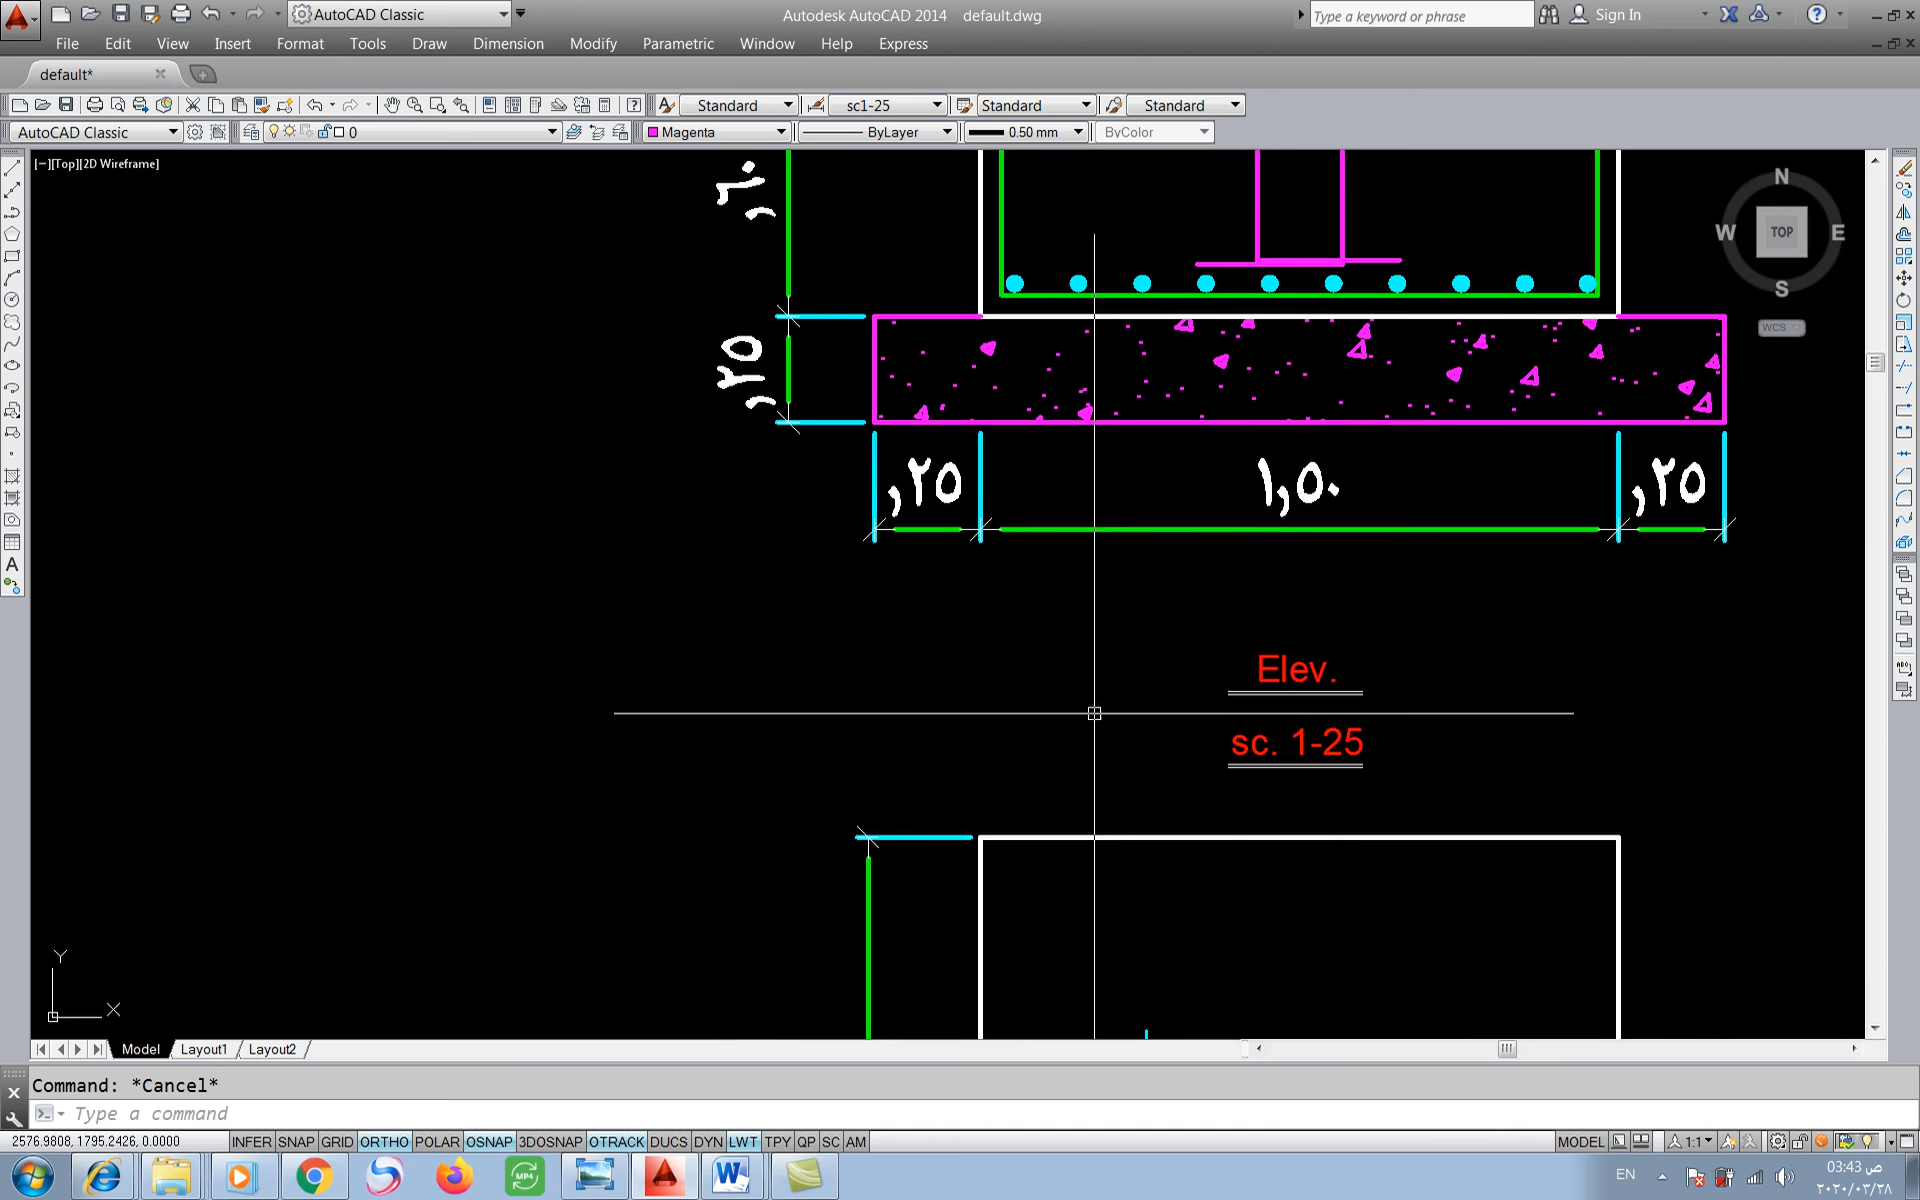 AutoCAD Classic
Autodesk AutoCAD 2014 default.dwg
Type a keyword or phrase
Sign In
File Edit View Insert Format Tools Draw Dimension Modify Parametric Window Help Express
default*
Standard sc1-25 Standard Standard
AutoCAD Classic 0 Magenta ByLayer 0.50 mm ByColor
[−][Top][2D Wireframe]
N
W TOP E
S
WCS
,٦٠
,٢٥
,٢٥ ١,٥٠ ,٢٥
Elev.
sc. 1-25
Y
X
Model Layout1 Layout2
Command: *Cancel*
Type a command
2576.9808, 1795.2426, 0.0000 INFER SNAP GRID ORTHO POLAR OSNAP 3DOSNAP OTRACK DUCS DYN LWT TPY QP SC AM MODEL 1:1
EN
03:43 ص
٢٠٢٠/٠٣/٢٨